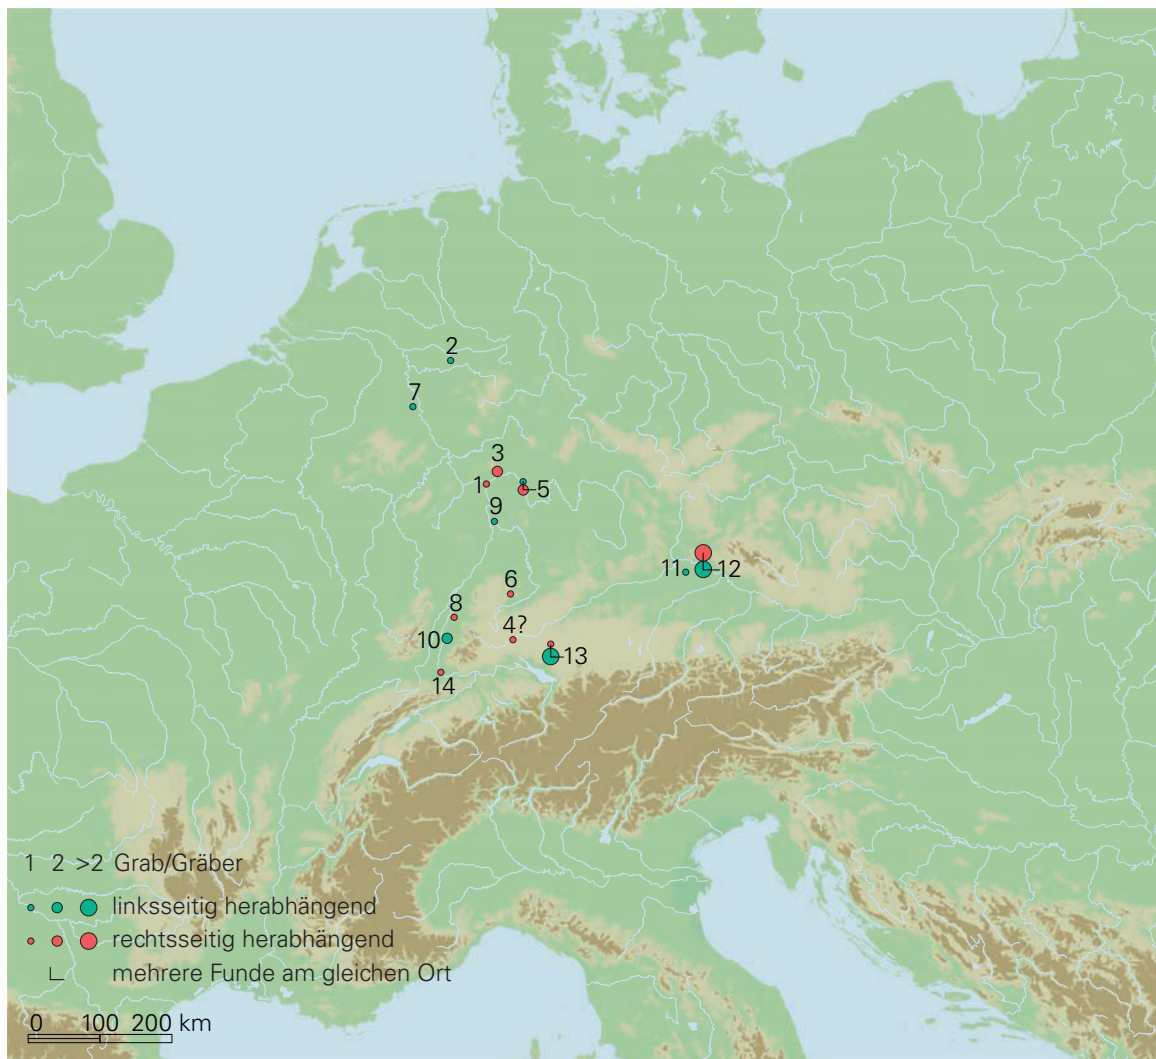 2
7
3
1
5
9
11
12
6
8
4?
10
13
14
1 2 >2 Grab/Gräber
linksseitig herabhängend
rechtsseitig herabhängend
mehrere Funde am gleichen Ort
0 100 200 km